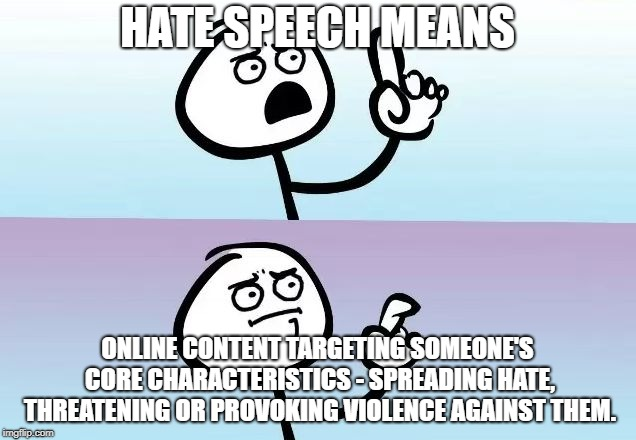 HATE SPEECH MEANS
ONLINE CONTENT TARGETING SOMEONE'S
CORE CHARACTERISTICS - SPREADING HATE,
THREATENING OR PROVOKING VIOLENCE AGAINST THEM.
imgflip.com